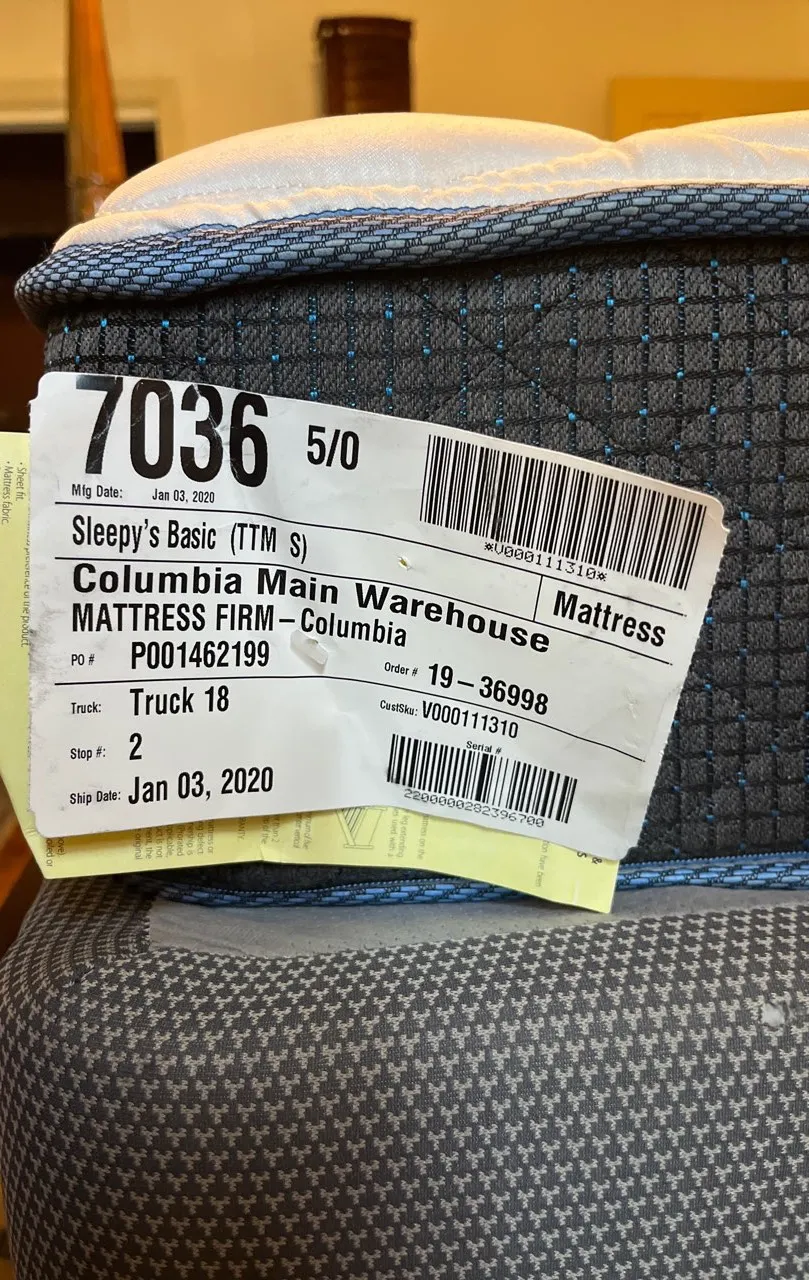 7036 5/0
Mfg Date: Jan 03, 2020
*V000111310*
Sleepy's Basic (TTM S)
Mattress
Columbia Main Warehouse
MATTRESS FIRM – Columbia
PO # P001462199
Order # 19 – 36998
Truck: Truck 18
CustSku: V000111310
Stop #: 2
Serial #
2200000282396700
Ship Date: Jan 03, 2020
• Sheet fit.
• Mattress fabric.